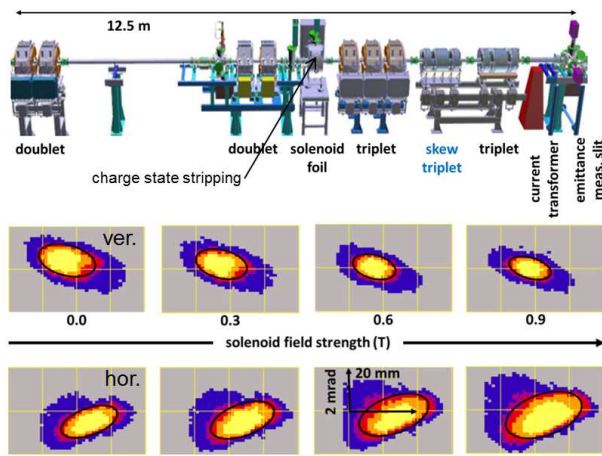 12.5 m
doublet
doublet
solenoid
foil
triplet
skew
triplet
triplet
current
transformer
emittance
meas. slit
charge state stripping
ver.
0.0
0.3
0.6
0.9
solenoid field strength (T)
hor.
20 mm
2 mrad